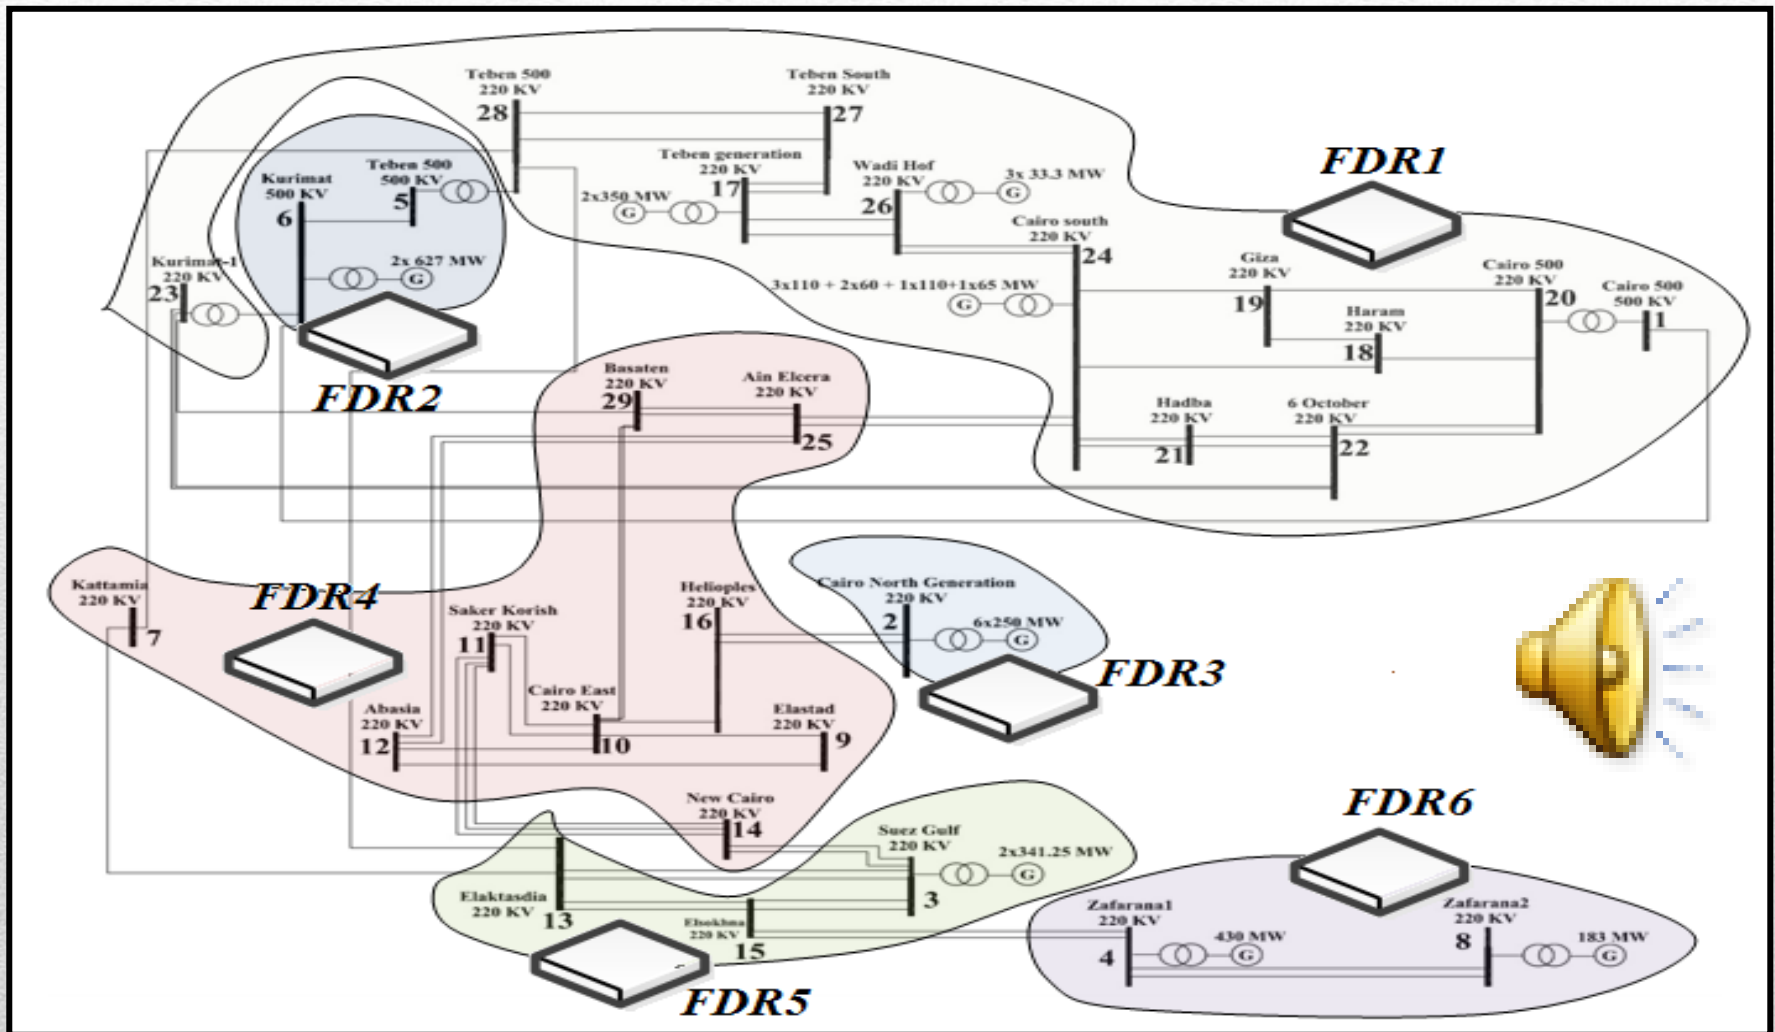 Teben 500
220 KV
28
Teben South
220 KV
27
Teben generation
220 KV
17
2x350 MW
G
Wadi Hof
220 KV
26
3x 33.3 MW
G
Cairo south
220 KV
24
3x110 + 2x60 + 1x110+1x65 MW
G
FDR1
Giza
220 KV
19
Haram
220 KV
18
Cairo 500
220 KV
20
Cairo 500
500 KV
1
Hadba
220 KV
21
6 October
220 KV
22
Kurimat
500 KV
6
Teben 500
500 KV
5
2x 627 MW
G
Kurimat-1
220 KV
23
FDR2
Basaten
220 KV
29
Ain Elcera
220 KV
25
Kattamia
220 KV
7
FDR4
Saker Korish
220 KV
11
Helioples
220 KV
16
Cairo East
220 KV
10
Abasia
220 KV
12
Elastad
220 KV
9
New Cairo
220 KV
14
Cairo North Generation
220 KV
2
6x250 MW
G
FDR3
Suez Gulf
220 KV
3
2x341.25 MW
G
Elaktasdia
220 KV
13
Elsokhna
220 KV
15
FDR5
FDR6
Zafarana1
220 KV
4
430 MW
G
Zafarana2
220 KV
8
183 MW
G